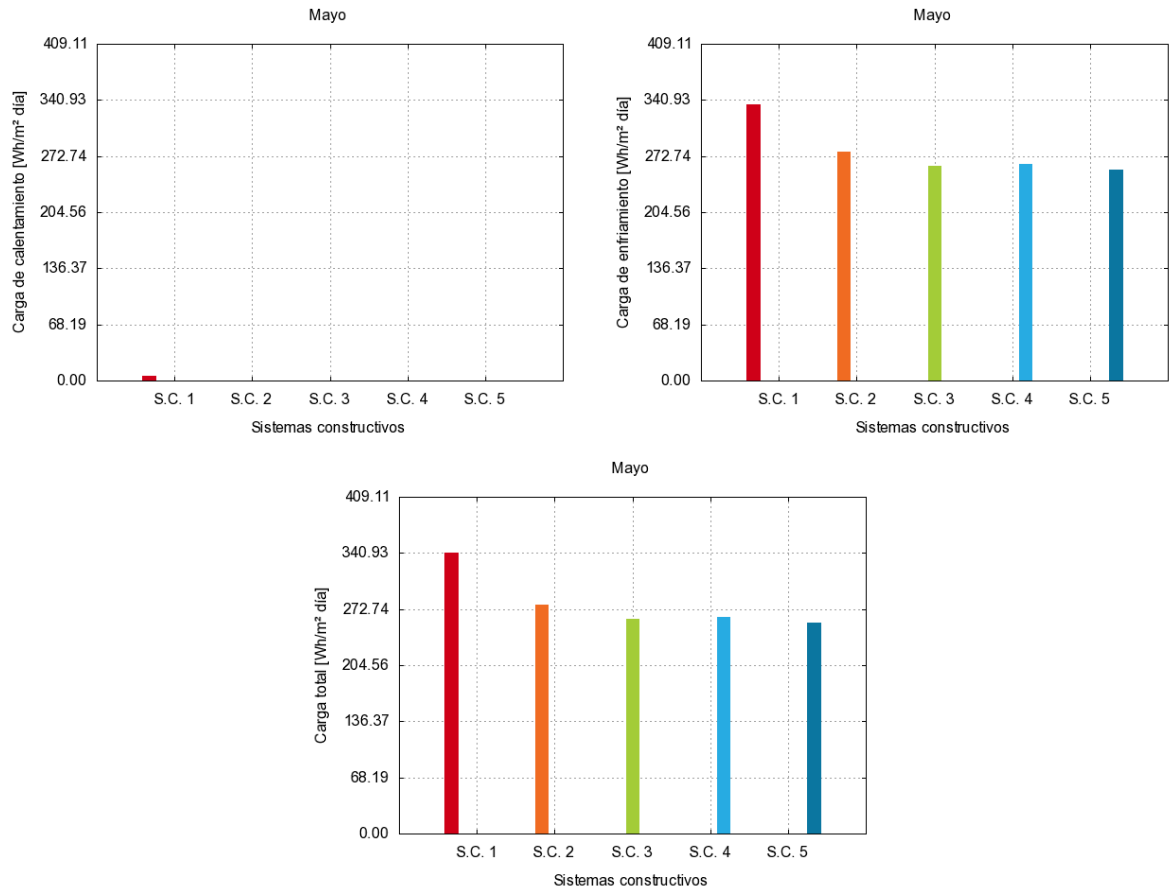 Mayo
Carga de calentamiento [Wh/m² día]
409.11
340.93
272.74
204.56
136.37
68.19
0.00
S.C. 1 S.C. 2 S.C. 3 S.C. 4 S.C. 5
Sistemas constructivos
Mayo
Carga de enfriamiento [Wh/m² día]
409.11
340.93
272.74
204.56
136.37
68.19
0.00
S.C. 1 S.C. 2 S.C. 3 S.C. 4 S.C. 5
Sistemas constructivos
Mayo
Carga total [Wh/m² día]
409.11
340.93
272.74
204.56
136.37
68.19
0.00
S.C. 1 S.C. 2 S.C. 3 S.C. 4 S.C. 5
Sistemas constructivos